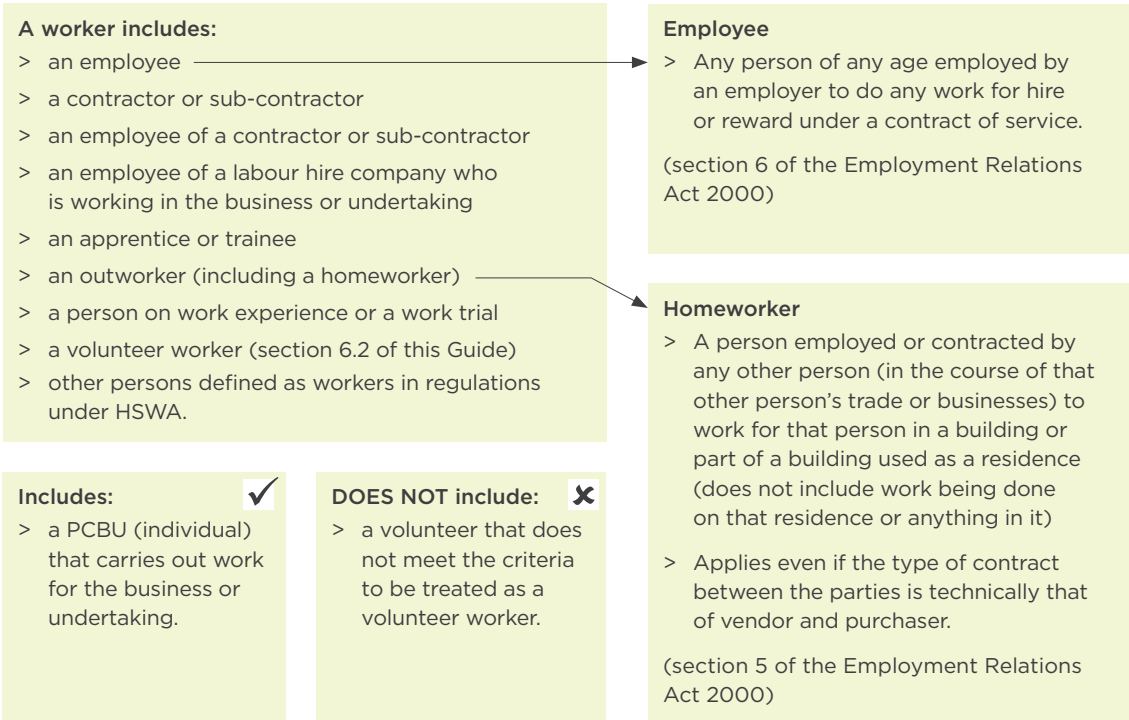 A worker includes:
> an employee
> a contractor or sub-contractor
> an employee of a contractor or sub-contractor
> an employee of a labour hire company who
is working in the business or undertaking
> an apprentice or trainee
> an outworker (including a homeworker)
> a person on work experience or a work trial
> a volunteer worker (section 6.2 of this Guide)
> other persons defined as workers in regulations
under HSWA.
Employee
> Any person of any age employed by
an employer to do any work for hire
or reward under a contract of service.
(section 6 of the Employment Relations
Act 2000)
Homeworker
> A person employed or contracted by
any other person (in the course of that
other person’s trade or businesses) to
work for that person in a building or
part of a building used as a residence
(does not include work being done
on that residence or anything in it)
> Applies even if the type of contract
between the parties is technically that
of vendor and purchaser.
(section 5 of the Employment Relations
Act 2000)
Includes:
> a PCBU (individual)
that carries out work
for the business or
undertaking.
DOES NOT include:
> a volunteer that does
not meet the criteria
to be treated as a
volunteer worker.